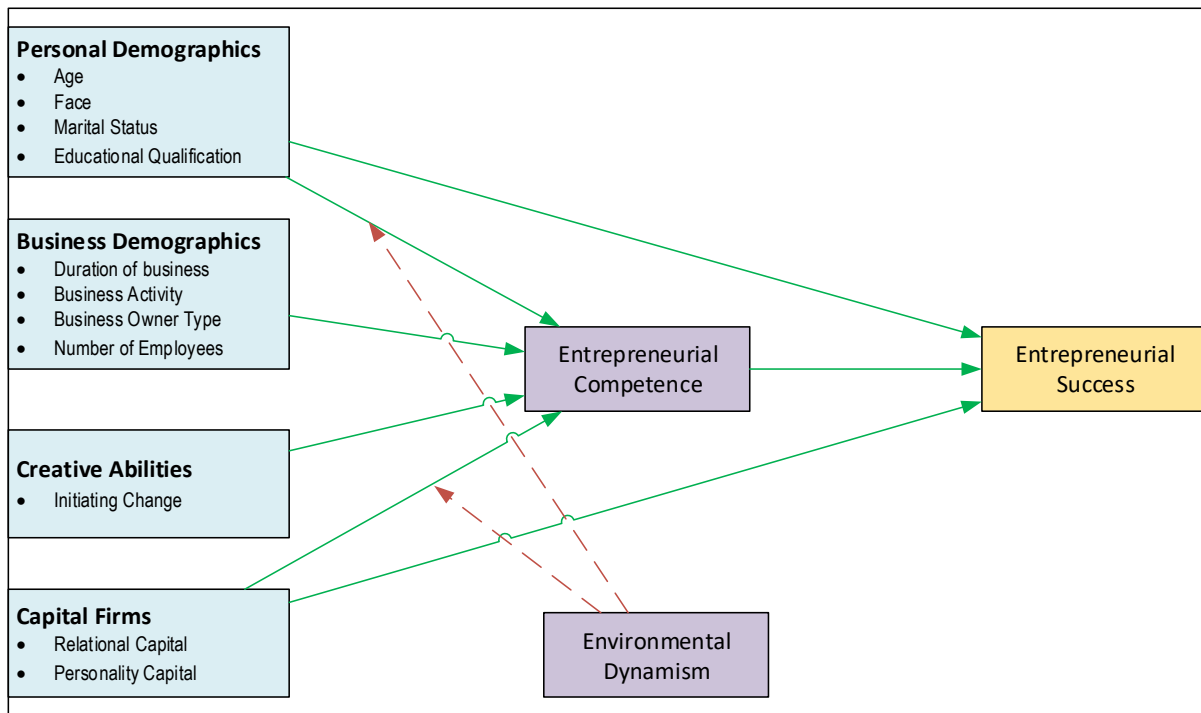 Personal Demographics
• Age
• Face
• Marital Status
• Educational Qualification
Business Demographics
• Duration of business
• Business Activity
• Business Owner Type
• Number of Employees
Creative Abilities
• Initiating Change
Capital Firms
• Relational Capital
• Personality Capital
Entrepreneurial
Competence
Environmental
Dynamism
Entrepreneurial
Success